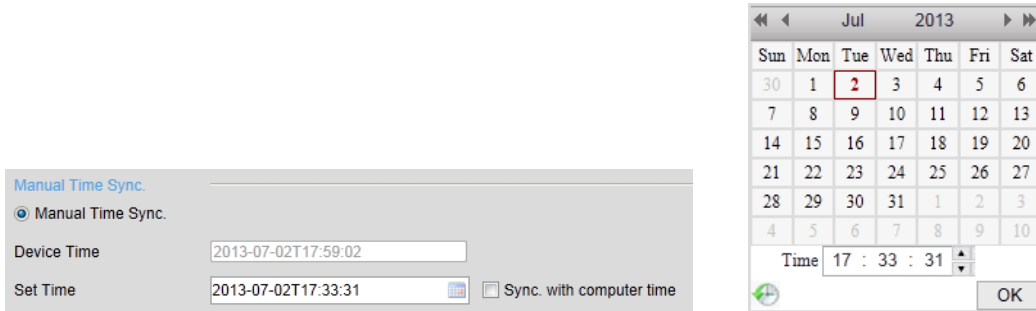 Manual Time Sync.
Manual Time Sync.
Device Time 2013-07-02T17:59:02
Set Time 2013-07-02T17:33:31 Sync. with computer time
Jul 2013
Sun Mon Tue Wed Thu Fri Sat
30 1 2 3 4 5 6
7 8 9 10 11 12 13
14 15 16 17 18 19 20
21 22 23 24 25 26 27
28 29 30 31 1 2 3
4 5 6 7 8 9 10
Time 17 : 33 : 31
OK